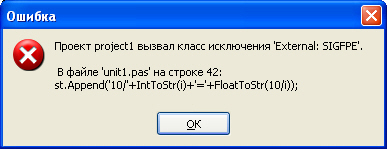 Ошибка
Проект project1 вызвал класс исключения 'External: SIGFPE'.
В файле 'unit1.pas' на строке 42:
st.Append('10/'+IntToStr(i)+'='+FloatToStr(10/i));
OK